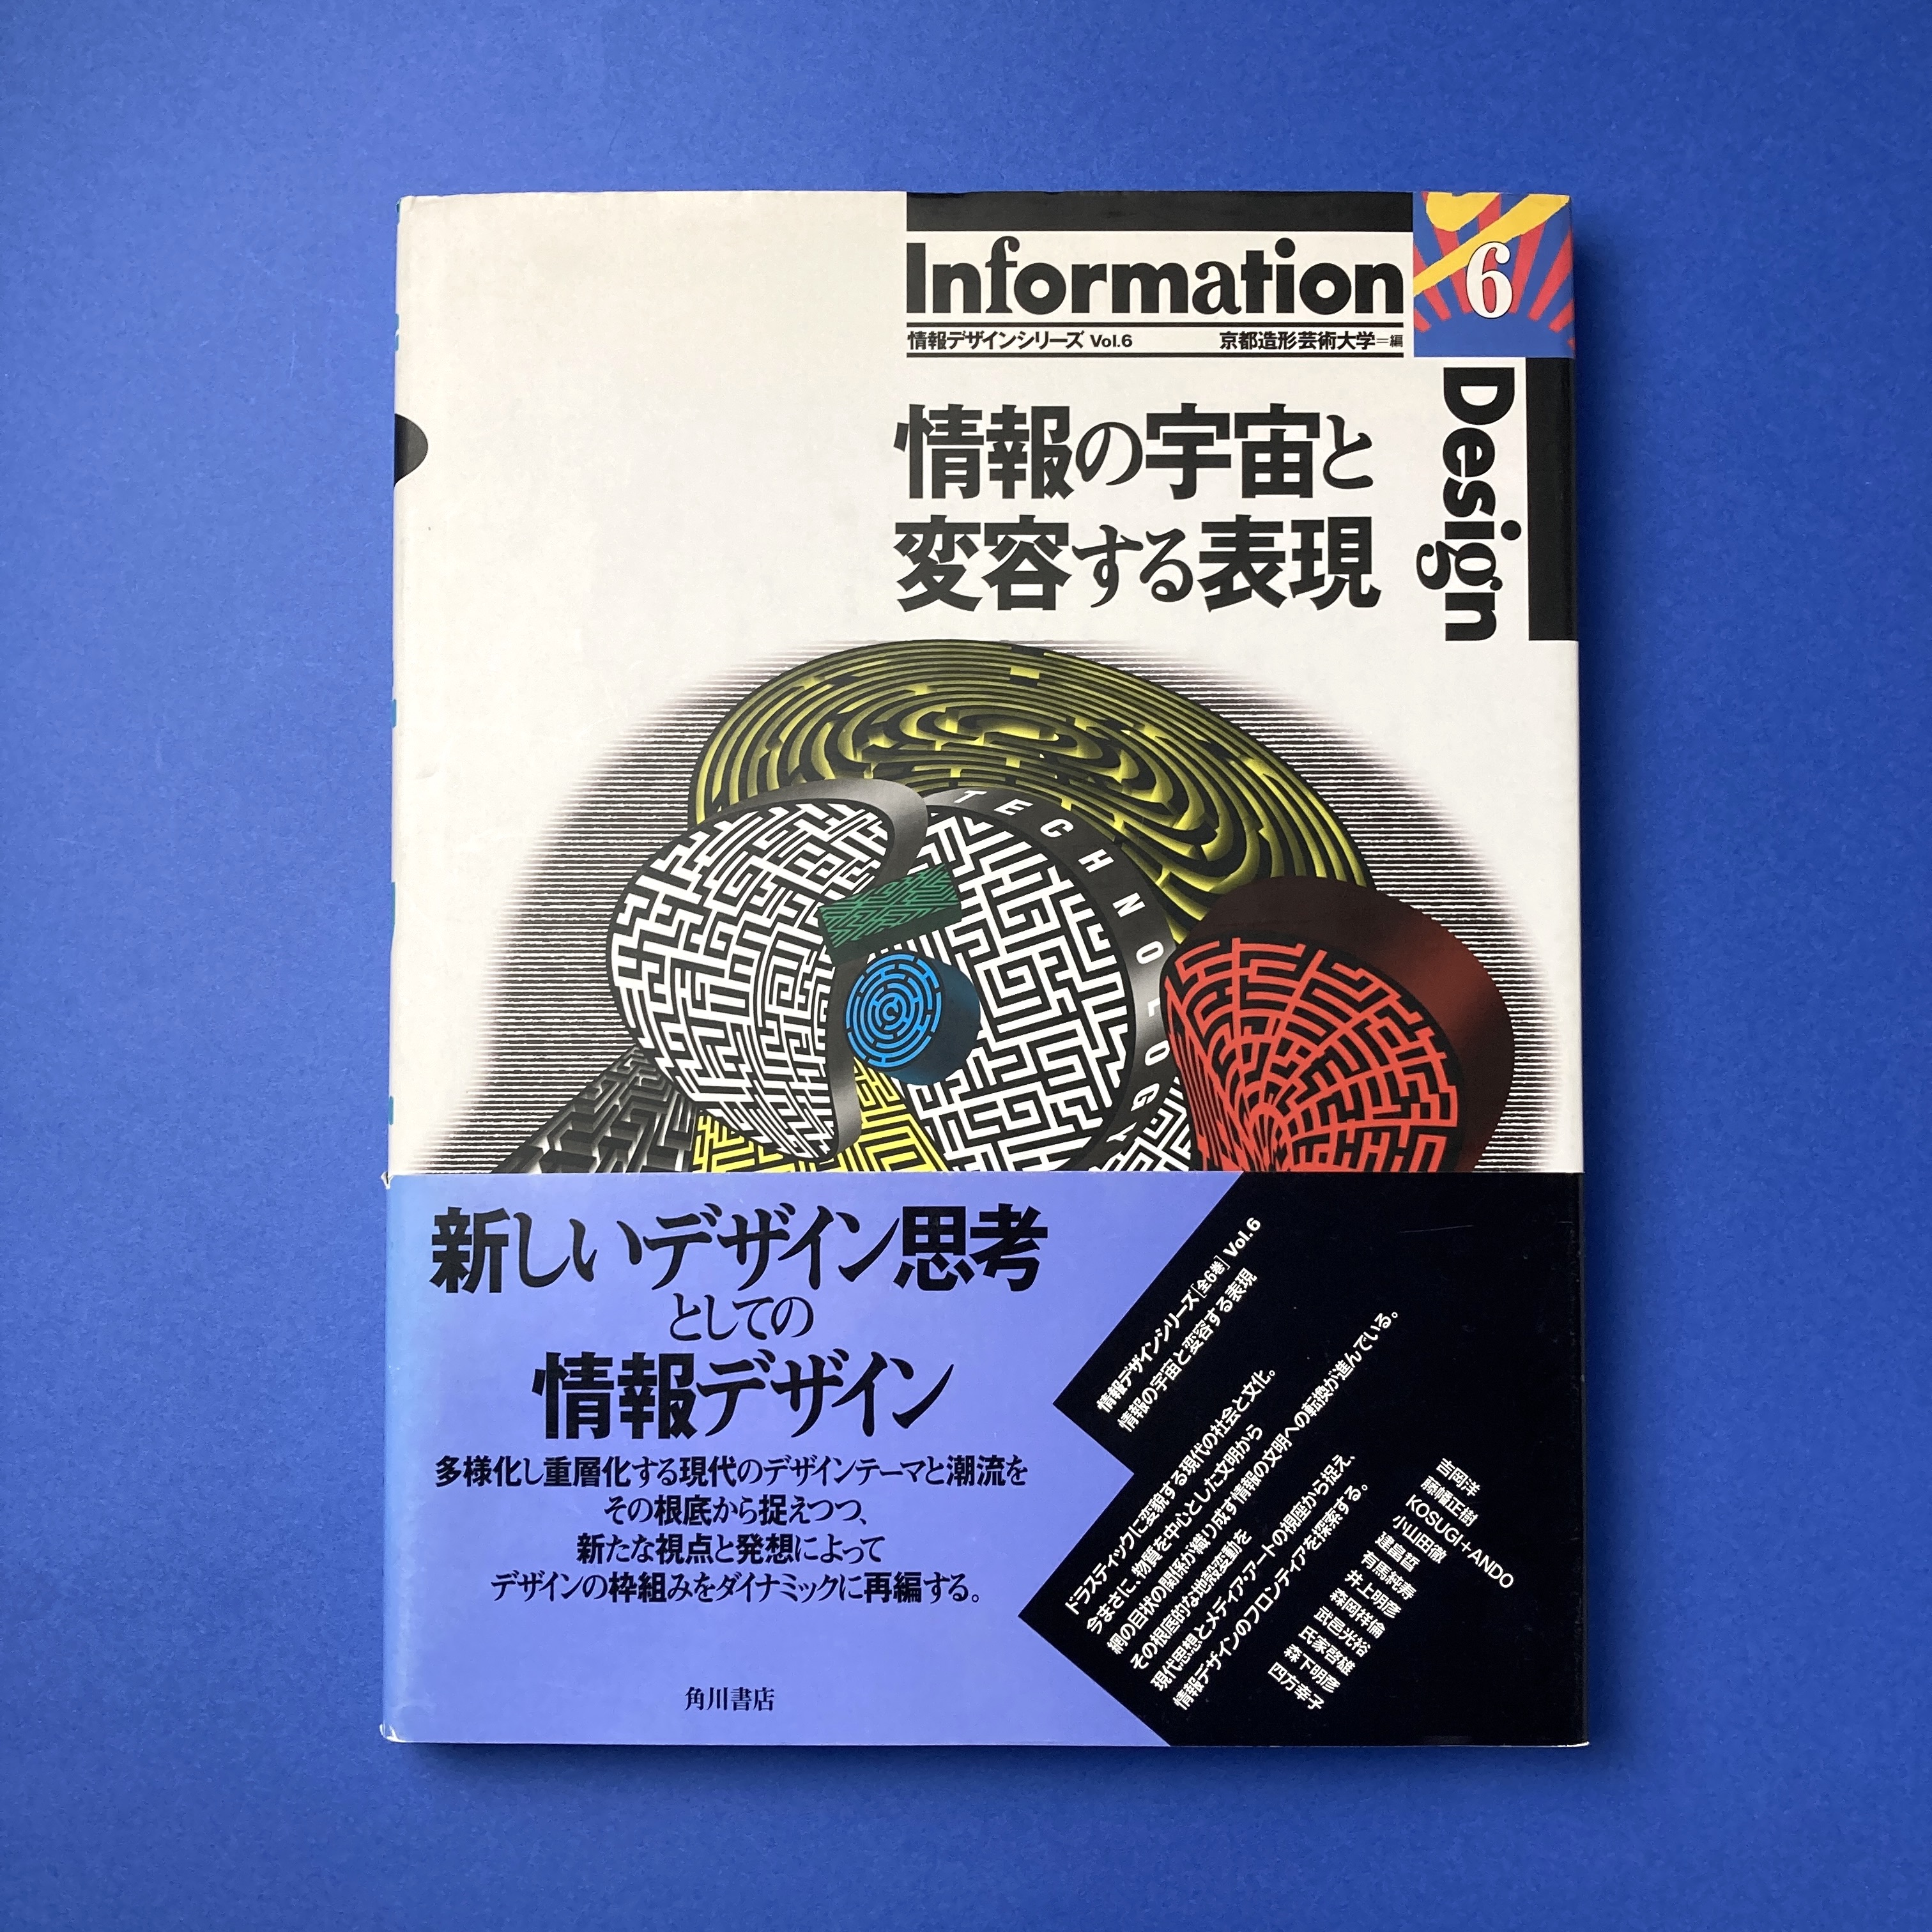 Information
6
情報デザインシリーズ Vol.6
京都造形芸術大学=編
Design
情報の宇宙と
変容する表現
TECHNOLOGY
新しいデザイン思考
としての
情報デザイン
多様化し重層化する現代のデザインテーマと潮流を
その根底から捉えつつ、
新たな視点と発想によって
デザインの枠組みをダイナミックに再編する。
角川書店
情報デザインシリーズ[全6巻] Vol.6
情報の宇宙と変容する表現
ドラスティックに変貌する現代の社会と文化。
今まさに、物質を中心とした文明から
網の目状の関係が織り成す情報の文明への転換が進んでいる。
その根底的な地殻変動を
現代思想とメディア・アートの視座から捉え、
情報デザインのフロンティアを探索する。
吉岡洋
正樹
KOSUGI+ANDO
小山田徹
建畠晢
有馬純寿
井上明彦
森岡祥倫
武邑光裕
氏家啓雄
森下明彦
四方幸子